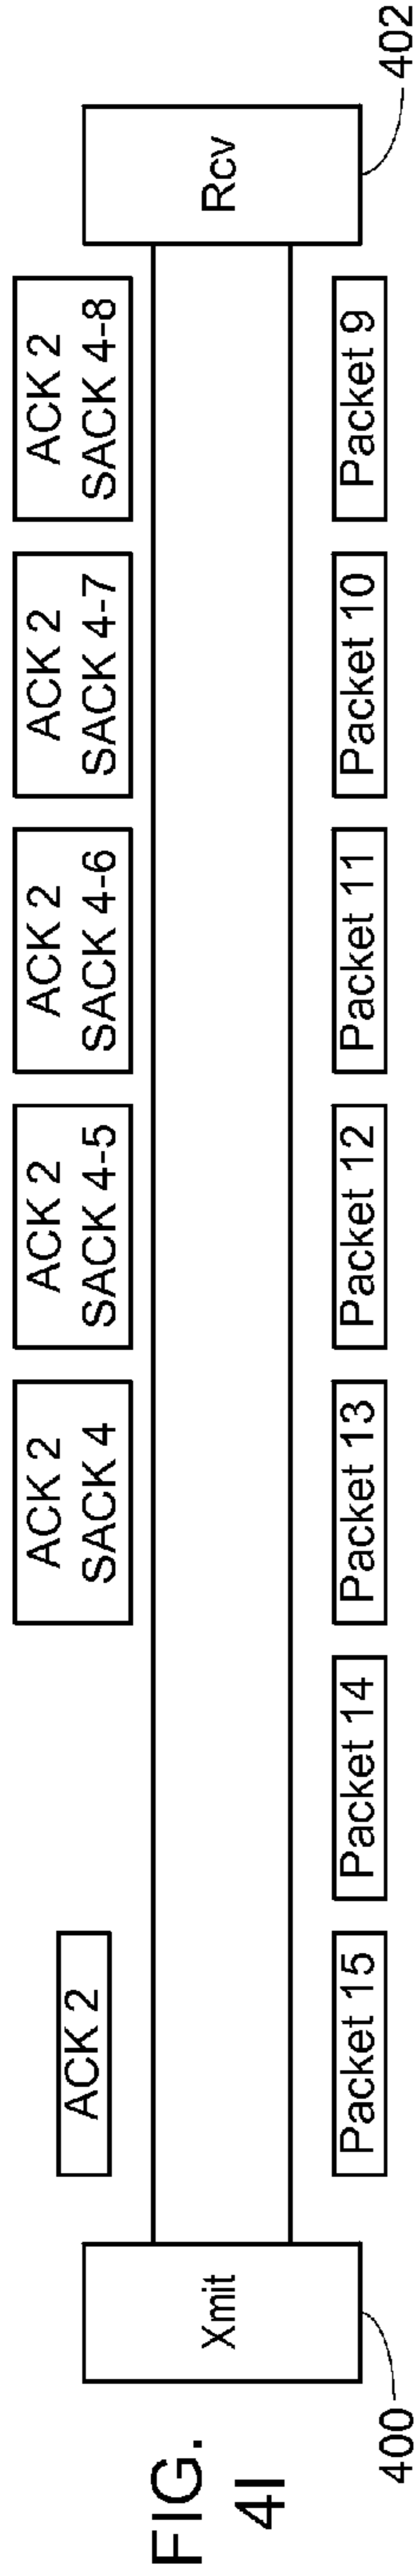 ACK 2
ACK 2
SACK 4
ACK 2
SACK 4-5
ACK 2
SACK 4-6
ACK 2
SACK 4-7
ACK 2
SACK 4-8
Xmit
Rcv
400
402
Packet 15
Packet 14
Packet 13
Packet 12
Packet 11
Packet 10
Packet 9
FIG.
4I